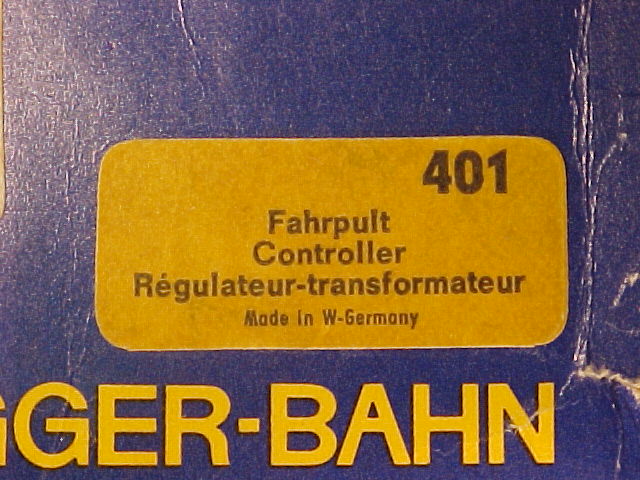 401
Fahrpult
Controller
Régulateur-transformateur
Made in W-Germany
GGER-BAHN